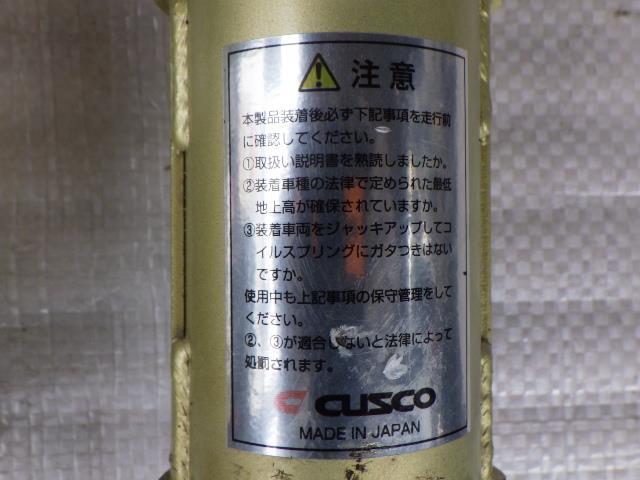 注意
本製品装着後必ず下記事項を走行前
に確認してください。
①取扱い説明書を熟読しましたか。
②装着車種の法律で定められた最低
地上高が確保されていますか。
③装着車両をジャッキアップしてコ
イルスプリングにガタつきはない
ですか。
使用中も上記事項の保守管理をして
ください。
②、③が適合しないと法律によって
処罰されます。
CUSCO
MADE IN JAPAN